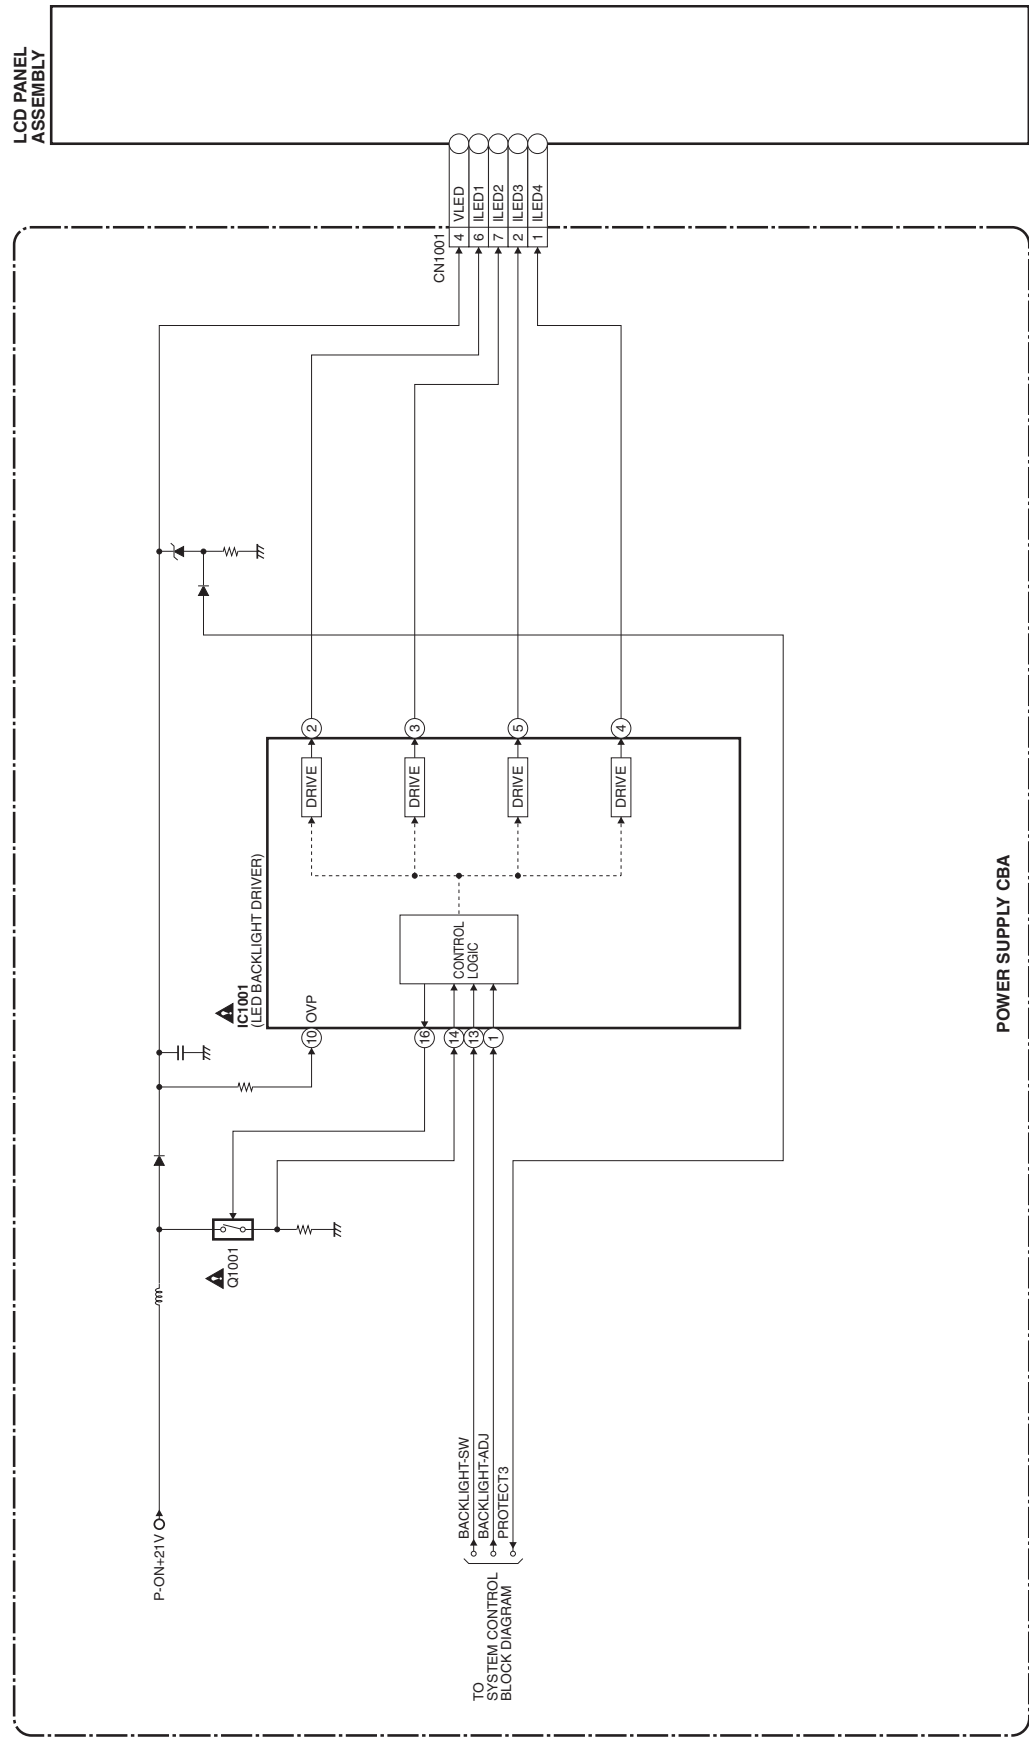 LCD PANEL
ASSEMBLY
CN1001
4 VLED
6 ILED1
7 ILED2
2 ILED3
1 ILED4
IC1001
(LED BACKLIGHT DRIVER)
10 OVP
16
14
13
1
CONTROL
LOGIC
DRIVE
DRIVE
DRIVE
DRIVE
2
3
5
4
Q1001
P-ON+21V
BACKLIGHT-SW
BACKLIGHT-ADJ
PROTECT3
TO
SYSTEM CONTROL
BLOCK DIAGRAM
POWER SUPPLY CBA